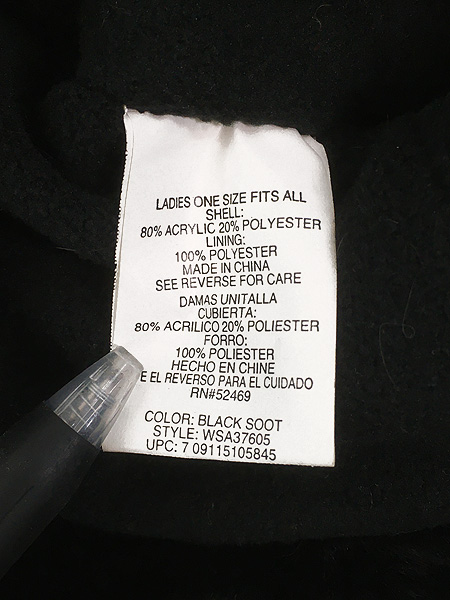 LADIES ONE SIZE FITS ALL
SHELL:
80% ACRYLIC 20% POLYESTER
LINING:
100% POLYESTER
MADE IN CHINA
SEE REVERSE FOR CARE
DAMAS UNITALLA
CUBIERTA:
80% ACRILICO 20% POLIESTER
FORRO:
100% POLIESTER
HECHO EN CHINE
E EL REVERSO PARA EL CUIDADO
RN#52469
COLOR: BLACK SOOT
STYLE: WSA37605
UPC: 7 09115105845